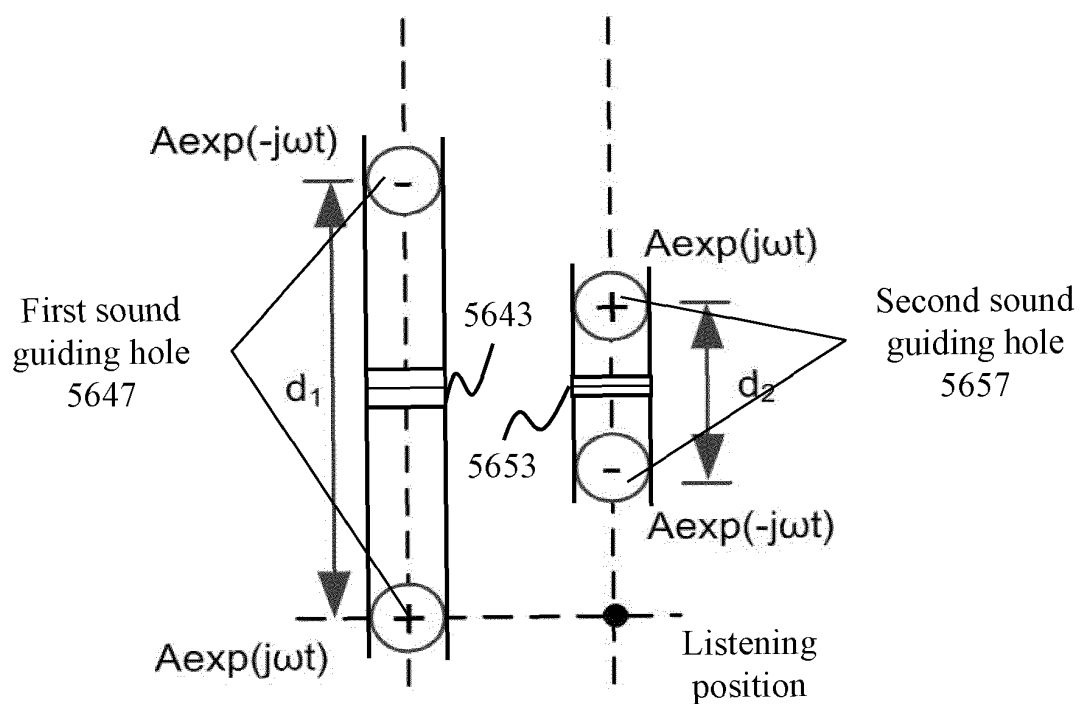 Aexp(-jωt)
-
Aexp(jωt)
+
First sound
guiding hole
5647
d₁
5643
5653
d₂
Second sound
guiding hole
5657
-
Aexp(-jωt)
+
Aexp(jωt)
Listening
position